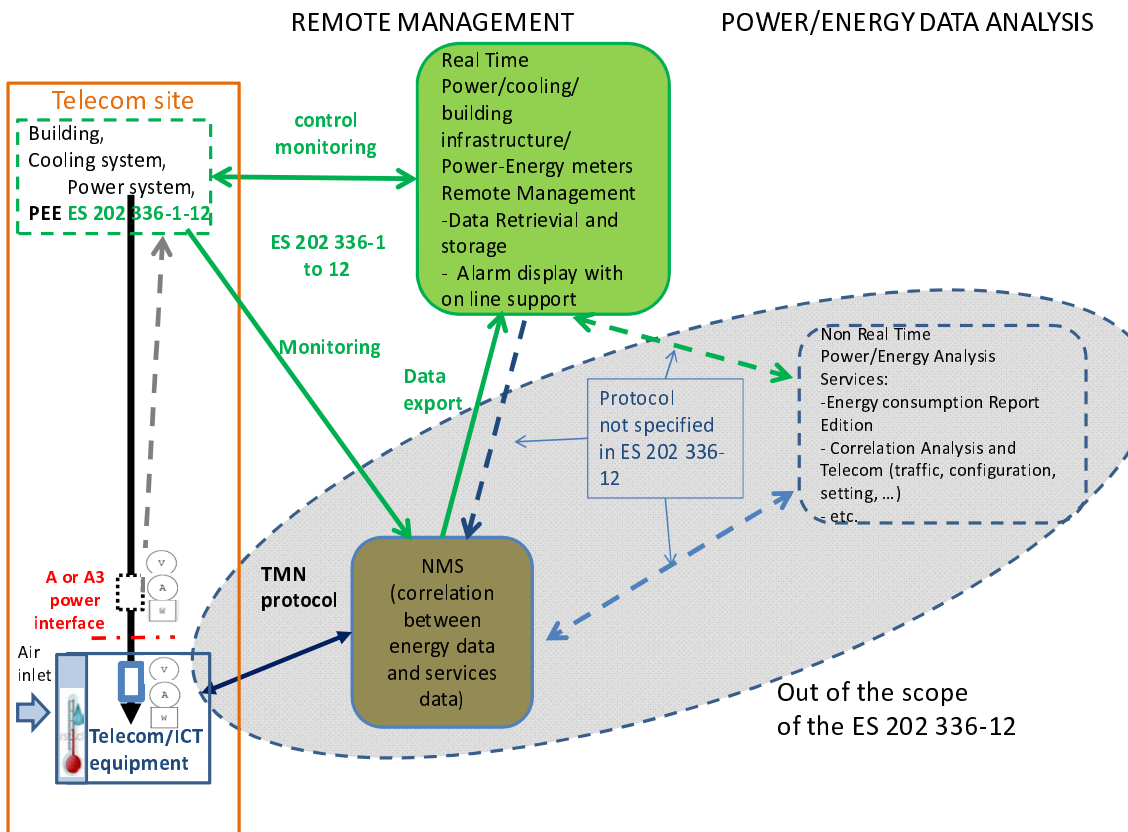 REMOTE MANAGEMENT
POWER/ENERGY DATA ANALYSIS
Telecom site
Building,
Cooling system,
Power system,
PEE ES 202 336-1-12
control
monitoring
ES 202 336-1
to 12
Real Time
Power/cooling/
building
infrastructure/
Power-Energy meters
Remote Management
-Data Retrievial and
storage
- Alarm display with
on line support
Monitoring
Data
export
Protocol
not specified
in ES 202 336-
12
Non Real Time
Power/Energy Analysis
Services:
-Energy consumption Report
Edition
- Correlation Analysis and
Telecom (traffic, configuration,
setting, ...)
- etc.
A or A3
power
interface
V
A
W
TMN
protocol
NMS
(correlation
between
energy data
and services
data)
Air
inlet
V
A
W
Telecom/ICT
equipment
Out of the scope
of the ES 202 336-12